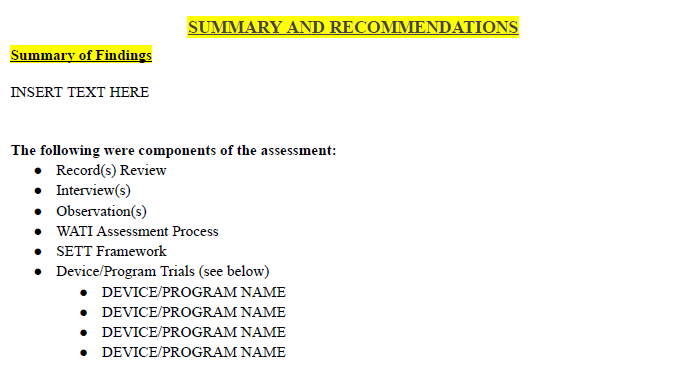 SUMMARY AND RECOMMENDATIONS
Summary of Findings
INSERT TEXT HERE
The following were components of the assessment:
● Record(s) Review
● Interview(s)
● Observation(s)
● WATI Assessment Process
● SETT Framework
● Device/Program Trials (see below)
● DEVICE/PROGRAM NAME
● DEVICE/PROGRAM NAME
● DEVICE/PROGRAM NAME
● DEVICE/PROGRAM NAME